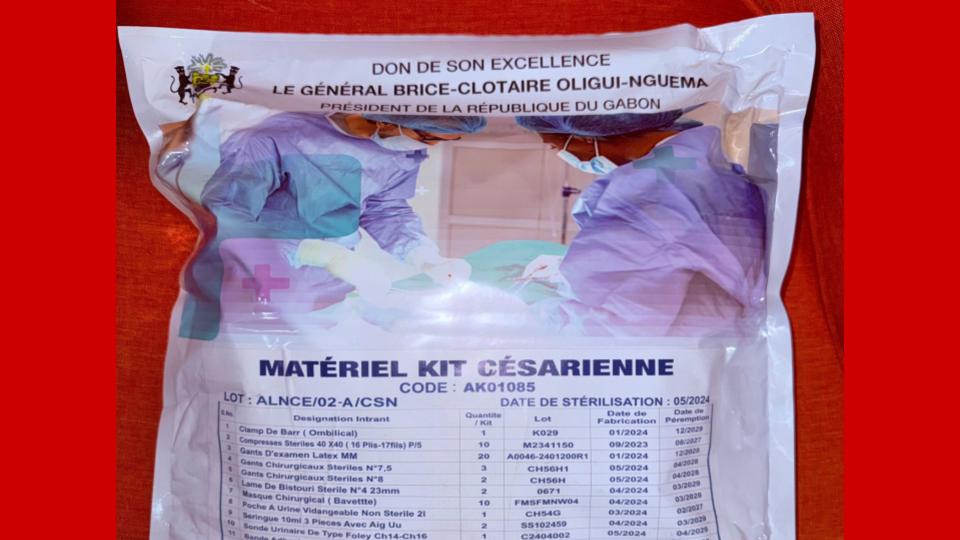 DON DE SON EXCELLENCE
LE GÉNÉRAL BRICE-CLOTAIRE OLIGUI-NGUEMA
PRÉSIDENT DE LA RÉPUBLIQUE DU GABON
MATÉRIEL KIT CÉSARIENNE
CODE : AK01085
LOT : ALNCE/02-A/CSN DATE DE STÉRILISATION : 05/2024
S.No. Designation Intrant Quantite / Kit Lot Date de Fabrication Date de Péremption
1 Clamp De Barr ( Ombilical) 1 K029 01/2024 12/2029
2 Compresses Steriles 40 X40 ( 16 Plis-17fils) P/5 10 M2341150 09/2023 08/2027
3 Gants D'examen Latex MM 20 A0046-2401200R1 01/2024 12/2028
4 Gants Chirurgicaux Steriles N°7,5 3 CH56H1 05/2024 04/2028
5 Gants Chirurgicaux Steriles N°8 2 CH56H 05/2024 04/2028
6 Lame De Bistouri Sterile N°4 23mm 2 0671 04/2024 03/2029
7 Masque Chirurgical ( Bavettte) 10 FMSFMNW04 04/2024 03/2028
8 Poche A Urine Vidangeable Non Sterile 2l 1 CH54G 03/2024 02/2027
9 Seringue 10ml 3 Pieces Avec Aig Uu 2 SS102459 04/2024 03/2029
10 Sonde Urinaire De Type Foley Ch14-Ch16 1 C2404002 05/2024 04/2029
11